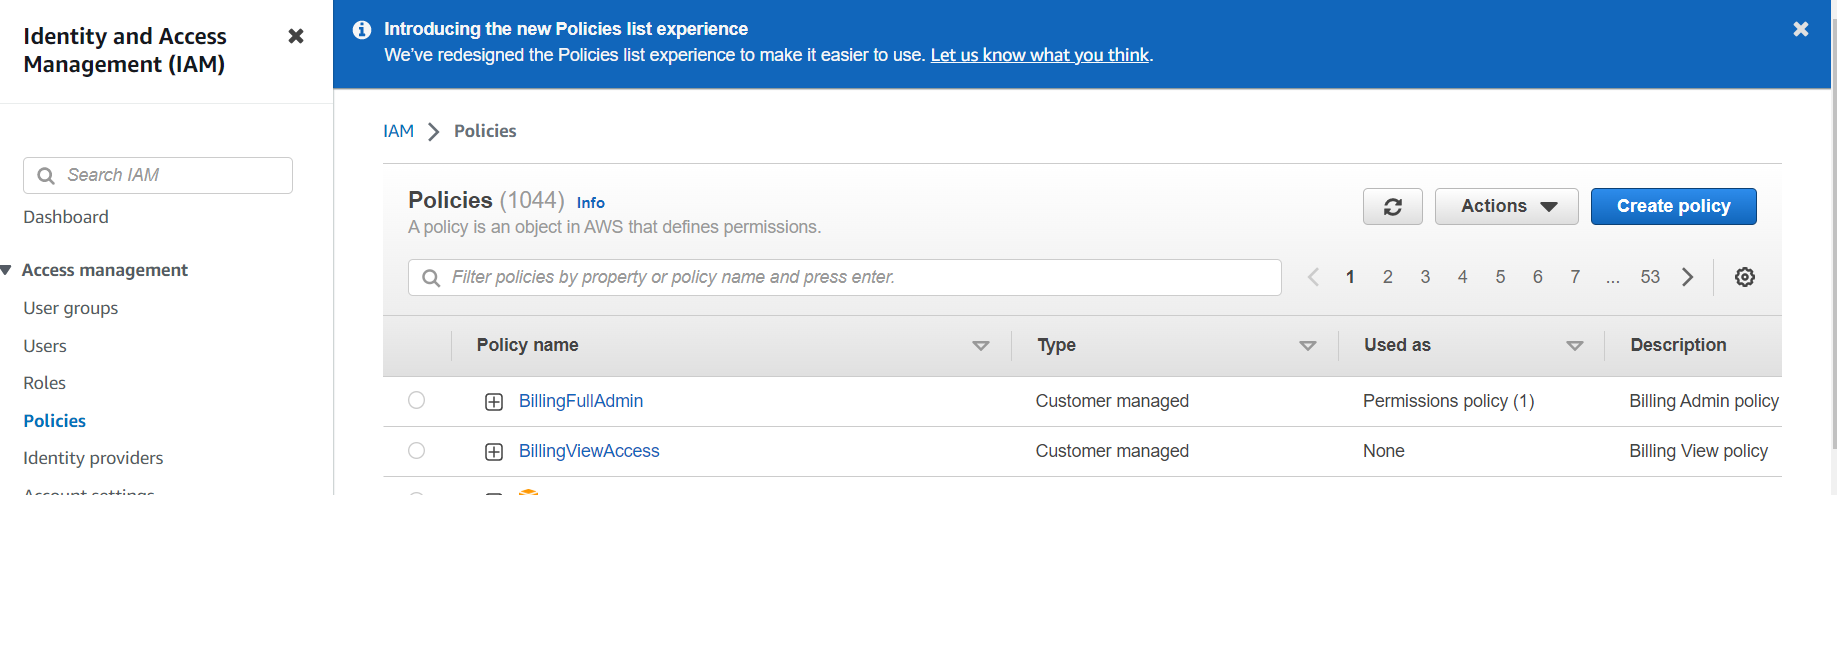 Identity and Access
Management (IAM)
Search IAM
Dashboard
Access management
User groups
Users
Roles
Policies
Identity providers
Account settings
Introducing the new Policies list experience
We've redesigned the Policies list experience to make it easier to use. Let us know what you think.
IAM
Policies
Policies (1044) Info
A policy is an object in AWS that defines permissions.
Actions
Create policy
Filter policies by property or policy name and press enter.
1 2 3 4 5 6 7 ... 53
Policy name Type Used as Description
BillingFullAdmin Customer managed Permissions policy (1) Billing Admin policy
BillingViewAccess Customer managed None Billing View policy